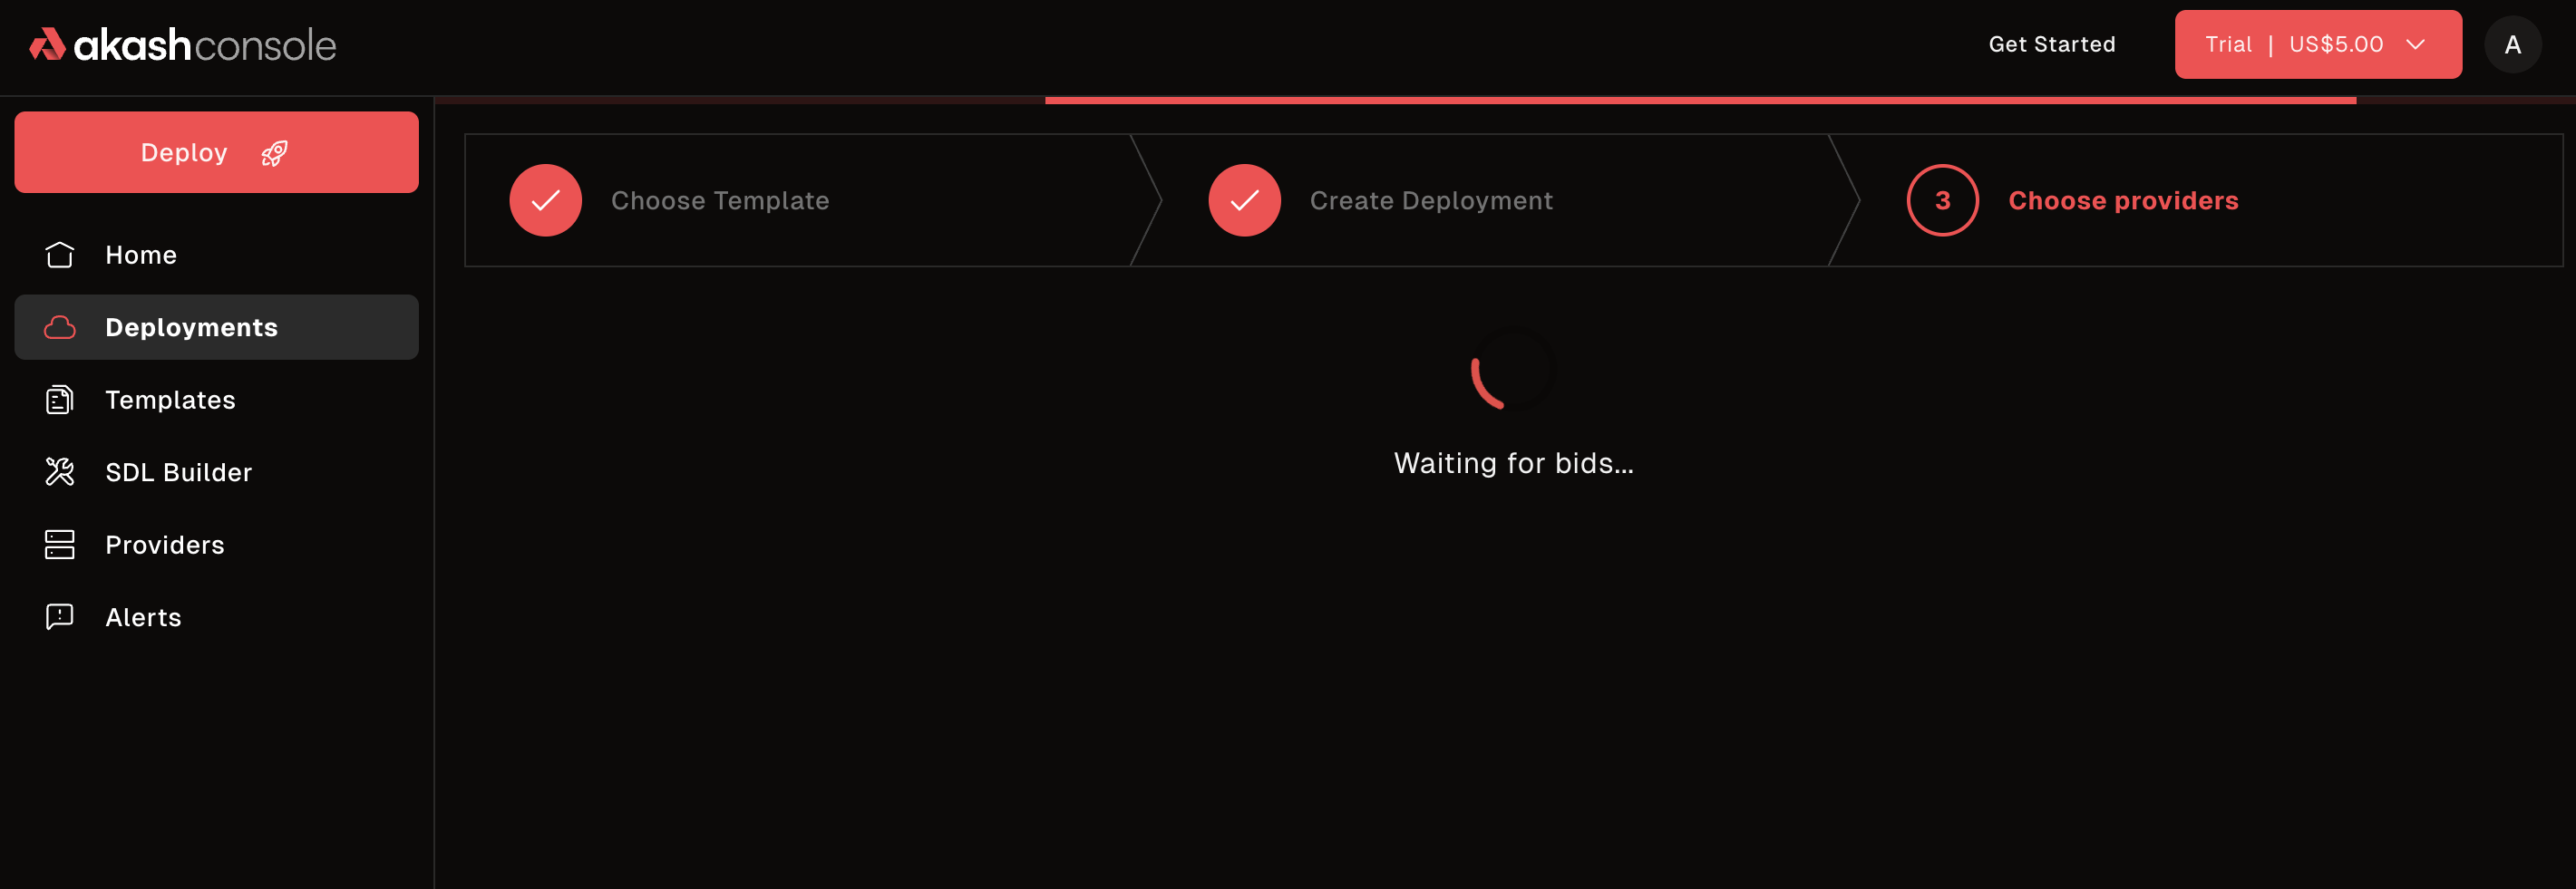 akashconsole
Get Started
Trial | US$5.00
A
Deploy
Home
Deployments
Templates
SDL Builder
Providers
Alerts
Choose Template
Create Deployment
3 Choose providers
Waiting for bids...